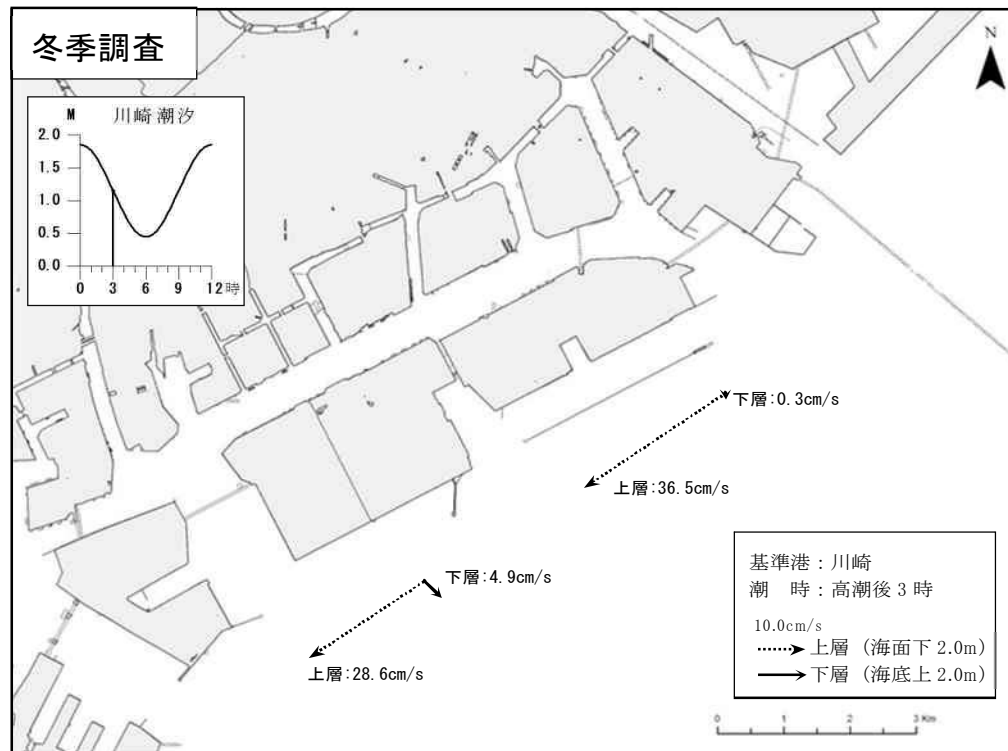 冬季調査
N
M 川崎潮汐
2.0
1.5
1.0
0.5
0.0
0 3 6 9 12時
下層:0.3cm/s
上層:36.5cm/s
下層:4.9cm/s
上層:28.6cm/s
基準港：川崎
潮　時：高潮後 3 時
10.0cm/s
上層（海面下 2.0m）
下層（海底上 2.0m）
0 1 2 3 Km